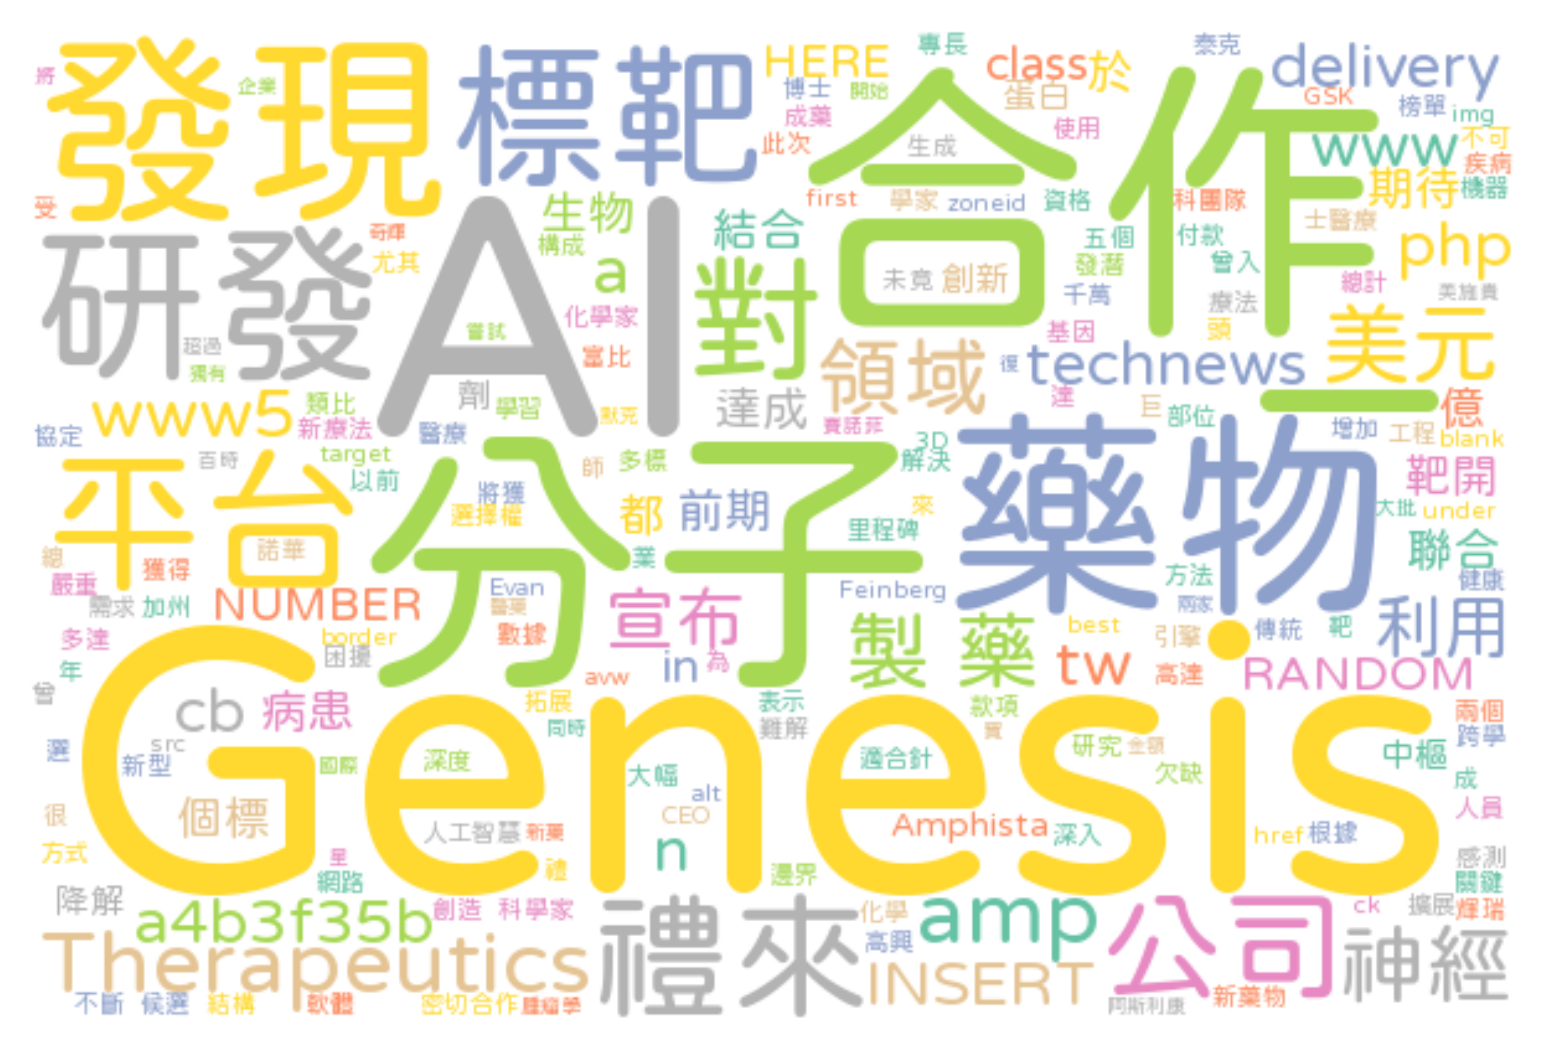 將
企業
發現
標靶
HERE
博士
成藥
此次
開始
專長
class
於
蛋白
使用
泰克
delivery
GSK
榜單
img
www
不可
疾病
機器
期待
合作
生成
first
學家
zoneid
資格
科團隊
士醫療
php
受
奇暉
尤其
研發
AI
生物
構成
a
化學家
結合
對
未竟
創新
五個
付款
發潛
曾入
千萬
療法
總計
美施貴
超過
獨有
嘗試
富比
基因
頭
領域
復
technews
美元
www5
類比
新療法
劑
學習
默克
達成
賽諾菲
達
巨
部位
一
億
協定
醫療
3D
解決
增加
工程
blank
百時
target
以前
師
多標
藥物
靶開
平台
分子
將獲
選擇權
都
前期
來
里程碑
大批
under
總
諾華
嚴重
獲得
業
聯合
需求
加州
NUMBER
Evan
醫藥
數據
宣布
Feinberg
方法
兩家
健康
利用
多達
border
困擾
製
藥
best
引擎
傳統
靶
年
in
為
tw
高達
RANDOM
曾
cb
病患
avw
拓展
同時
表示
難解
款項
買
兩個
跨學
選
src
新型
國際
Genesis
深度
大幅
適合針
研究
金額
欠缺
中樞
成
很
個標
alt
CEO
人工智慧
新藥
Amphista
深入
href
根據
人員
方式
星
網路
n
禮
邊界
感測
關鍵
降解
a4b3f35b
創造
科學家
禮來
化學
高興
amp
公司
ck
擴展
輝瑞
Therapeutics
INSERT
神經
不斷
候選
結構
軟體
密切合作
腫瘤學
阿斯利康
新藥物